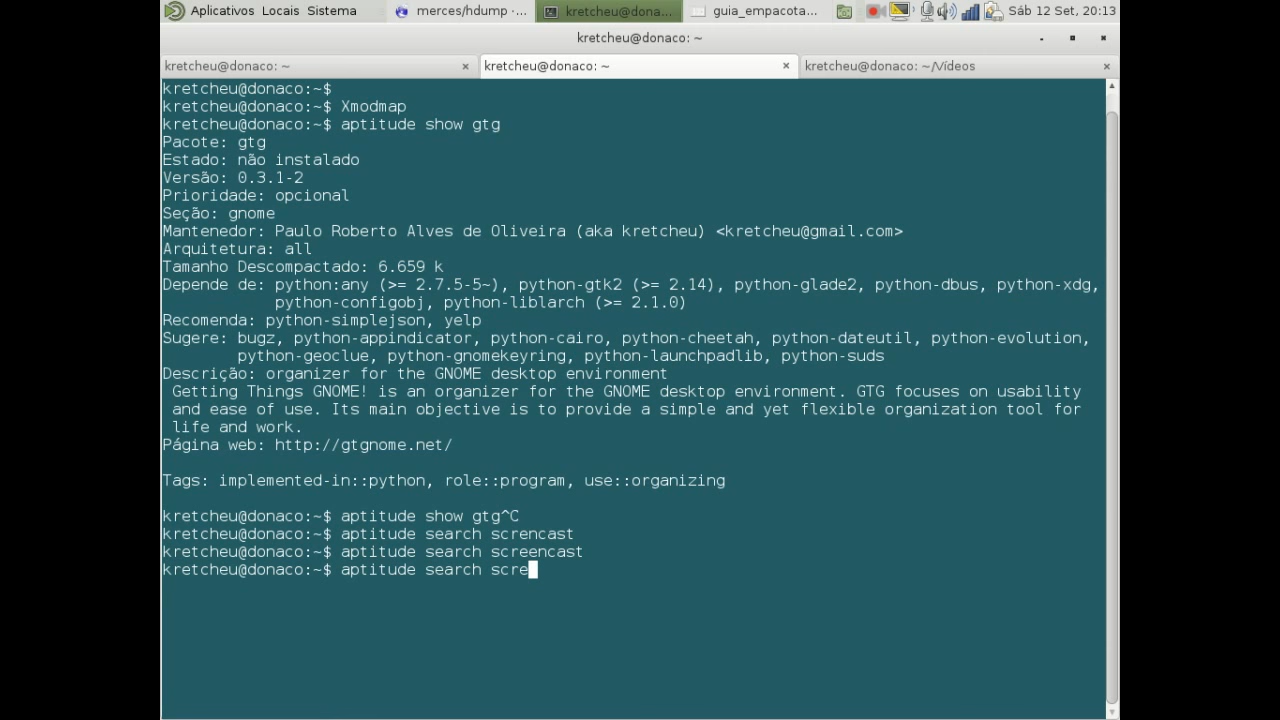 Aplicativos Locais Sistema merces/hdump -... kretcheu@dona... guia_empacota... Sáb 12 Set, 20:13
kretcheu@donaco: ~
kretcheu@donaco: ~ kretcheu@donaco: ~ kretcheu@donaco: ~/Vídeos
kretcheu@donaco:~$
kretcheu@donaco:~$ Xmodmap
kretcheu@donaco:~$ aptitude show gtg
Pacote: gtg
Estado: não instalado
Versão: 0.3.1-2
Prioridade: opcional
Seção: gnome
Mantenedor: Paulo Roberto Alves de Oliveira (aka kretcheu) <kretcheu@gmail.com>
Arquitetura: all
Tamanho Descompactado: 6.659 k
Depende de: python:any (>= 2.7.5-5~), python-gtk2 (>= 2.14), python-glade2, python-dbus, python-xdg,
python-configobj, python-liblarch (>= 2.1.0)
Recomenda: python-simplejson, yelp
Sugere: bugz, python-appindicator, python-cairo, python-cheetah, python-dateutil, python-evolution,
python-geoclue, python-gnomekeyring, python-launchpadlib, python-suds
Descrição: organizer for the GNOME desktop environment
Getting Things GNOME! is an organizer for the GNOME desktop environment. GTG focuses on usability
and ease of use. Its main objective is to provide a simple and yet flexible organization tool for
life and work.
Página web: http://gtgnome.net/
Tags: implemented-in::python, role::program, use::organizing
kretcheu@donaco:~$ aptitude show gtg^C
kretcheu@donaco:~$ aptitude search screncast
kretcheu@donaco:~$ aptitude search screencast
kretcheu@donaco:~$ aptitude search scre